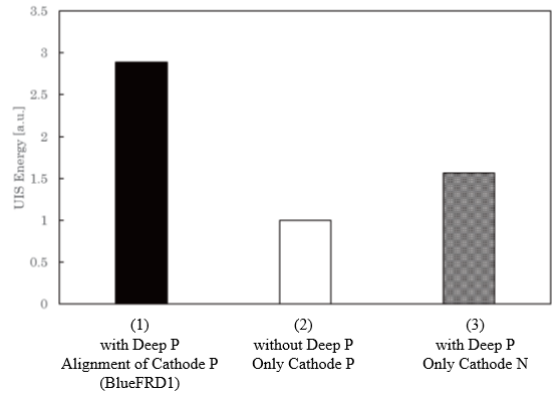 3.5
3
2.5
2
1.5
1
0.5
0
UIS Energy [a.u.]
(1)
with Deep P
Alignment of Cathode P
(BlueFRD1)
(2)
without Deep P
Only Cathode P
(3)
with Deep P
Only Cathode N